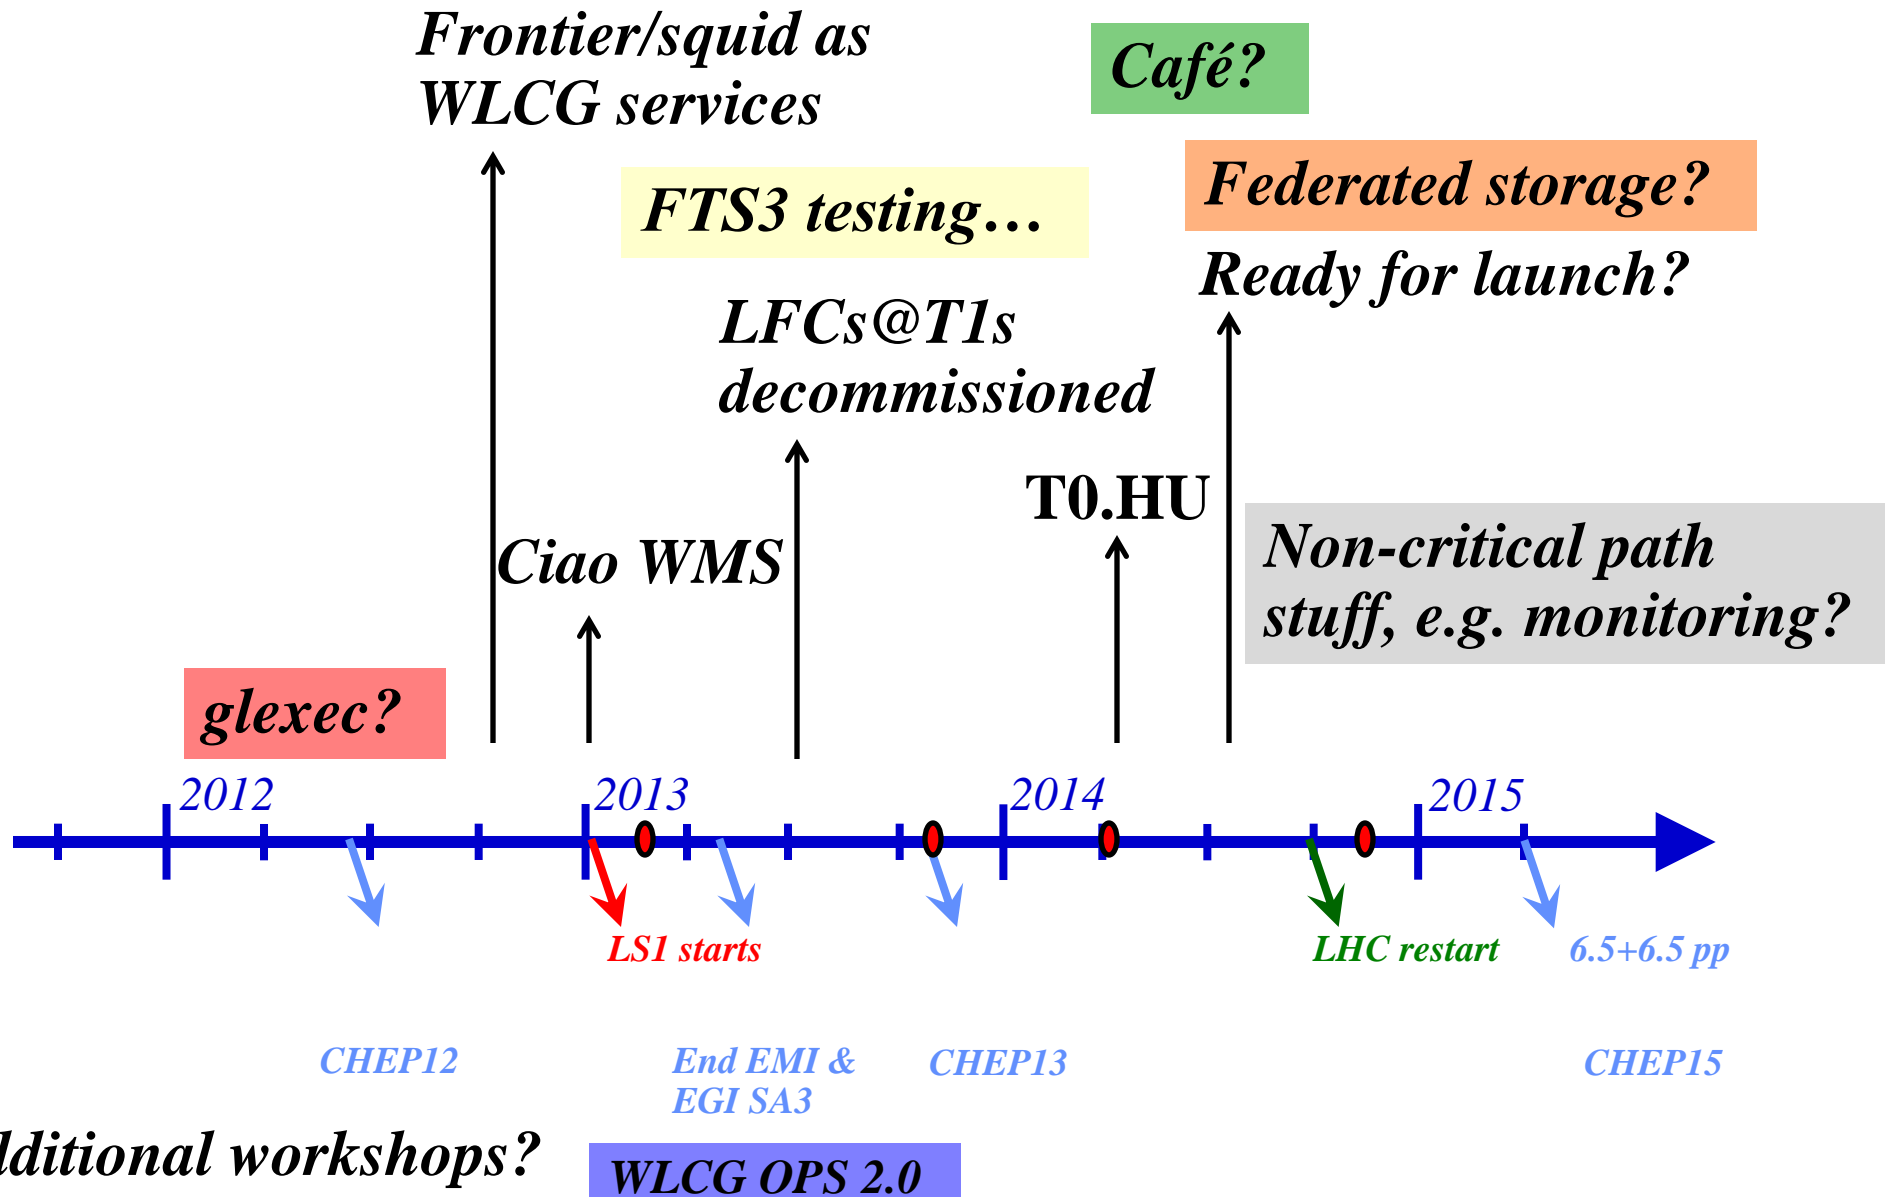 Frontier/squid as
WLCG services
Café?
Federated storage?
FTS3 testing…
Ready for launch?
LFCs@T1s
decommissioned
T0.HU
Ciao WMS
Non-critical path
stuff, e.g. monitoring?
glexec?
2012
2013
2014
2015
LS1 starts
LHC restart
6.5+6.5 pp
CHEP12
End EMI &
EGI SA3
CHEP13
CHEP15
workshops?
WLCG OPS 2.0